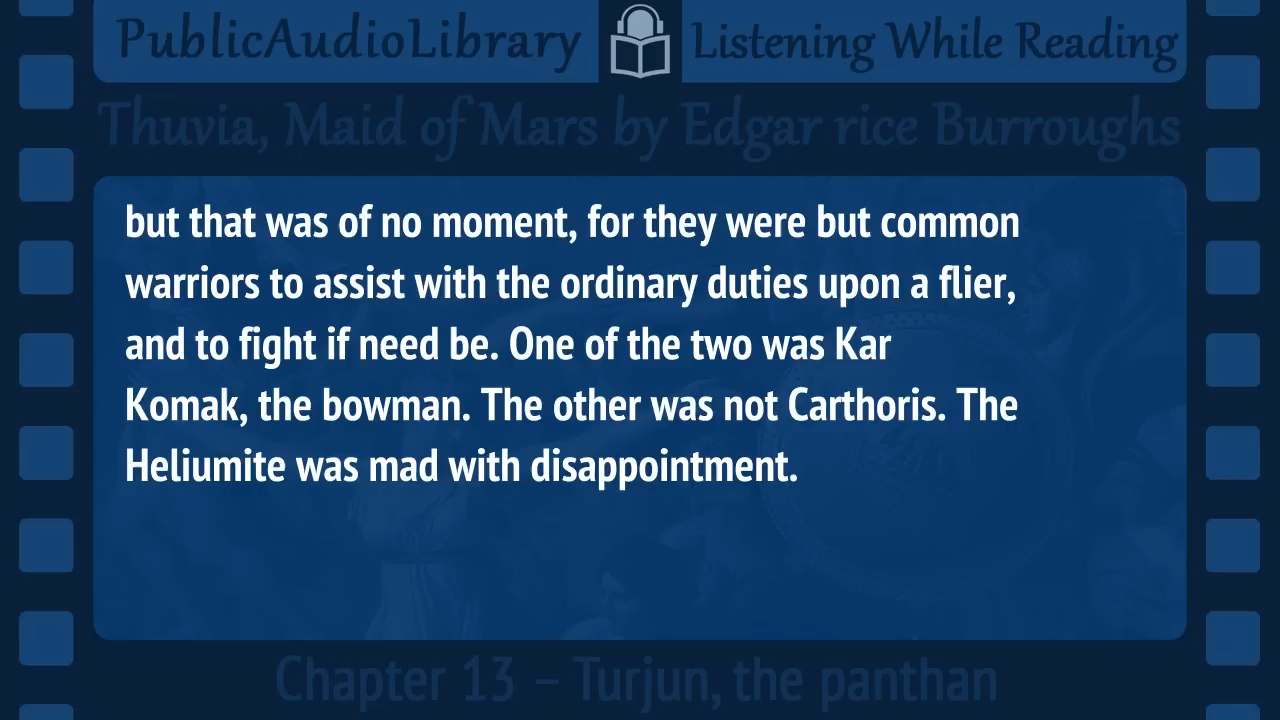 PublicAudioLibrary
Listening While Reading
Thuvia, Maid of Mars by Edgar rice Burroughs
but that was of no moment, for they were but common
warriors to assist with the ordinary duties upon a flier,
and to fight if need be. One of the two was Kar
Komak, the bowman. The other was not Carthoris. The
Heliumite was mad with disappointment.
Chapter 13 – Turjun, the panthan